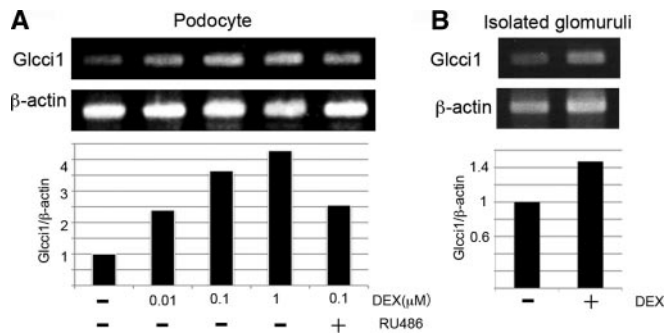 A Podocyte
Glcci1
β-actin
Glcci1/β-actin
4
3
2
1
- 0.01 0.1 1 0.1 DEX(μM)
- - - - + RU486
B Isolated glomuruli
Glcci1
β-actin
Glcci1/β-actin
1.4
1
0.6
- + DEX